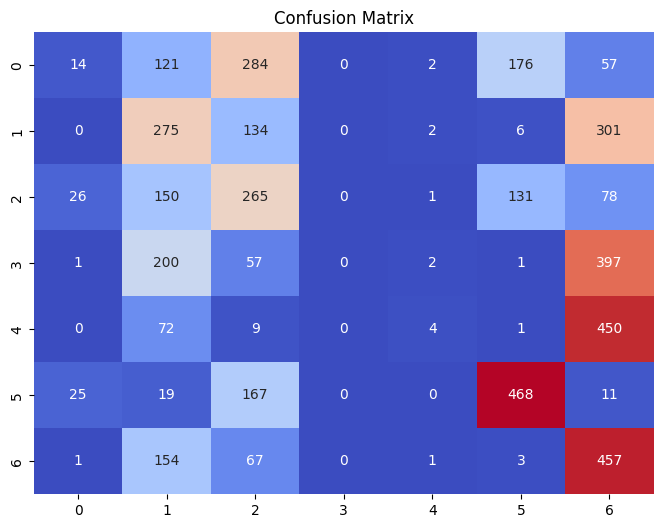 Confusion Matrix
0 14 121 284 0 2 176 57
1 0 275 134 0 2 6 301
2 26 150 265 0 1 131 78
3 1 200 57 0 2 1 397
4 0 72 9 0 4 1 450
5 25 19 167 0 0 468 11
6 1 154 67 0 1 3 457
0 1 2 3 4 5 6